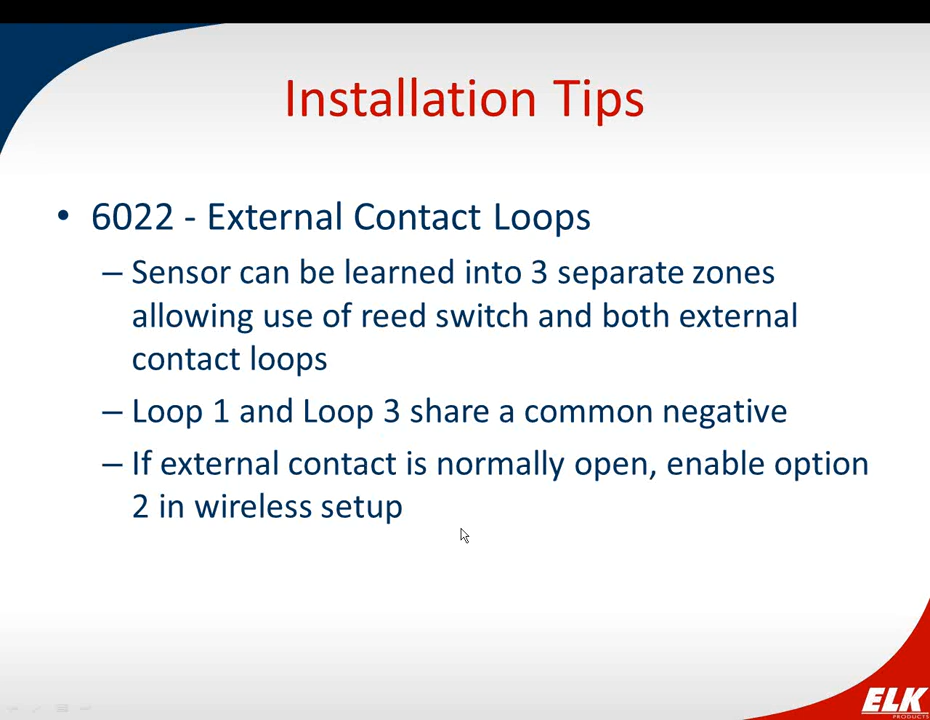 Installation Tips
• 6022 - External Contact Loops
– Sensor can be learned into 3 separate zones
allowing use of reed switch and both external
contact loops
– Loop 1 and Loop 3 share a common negative
– If external contact is normally open, enable option
2 in wireless setup
ELK
PRODUCTS